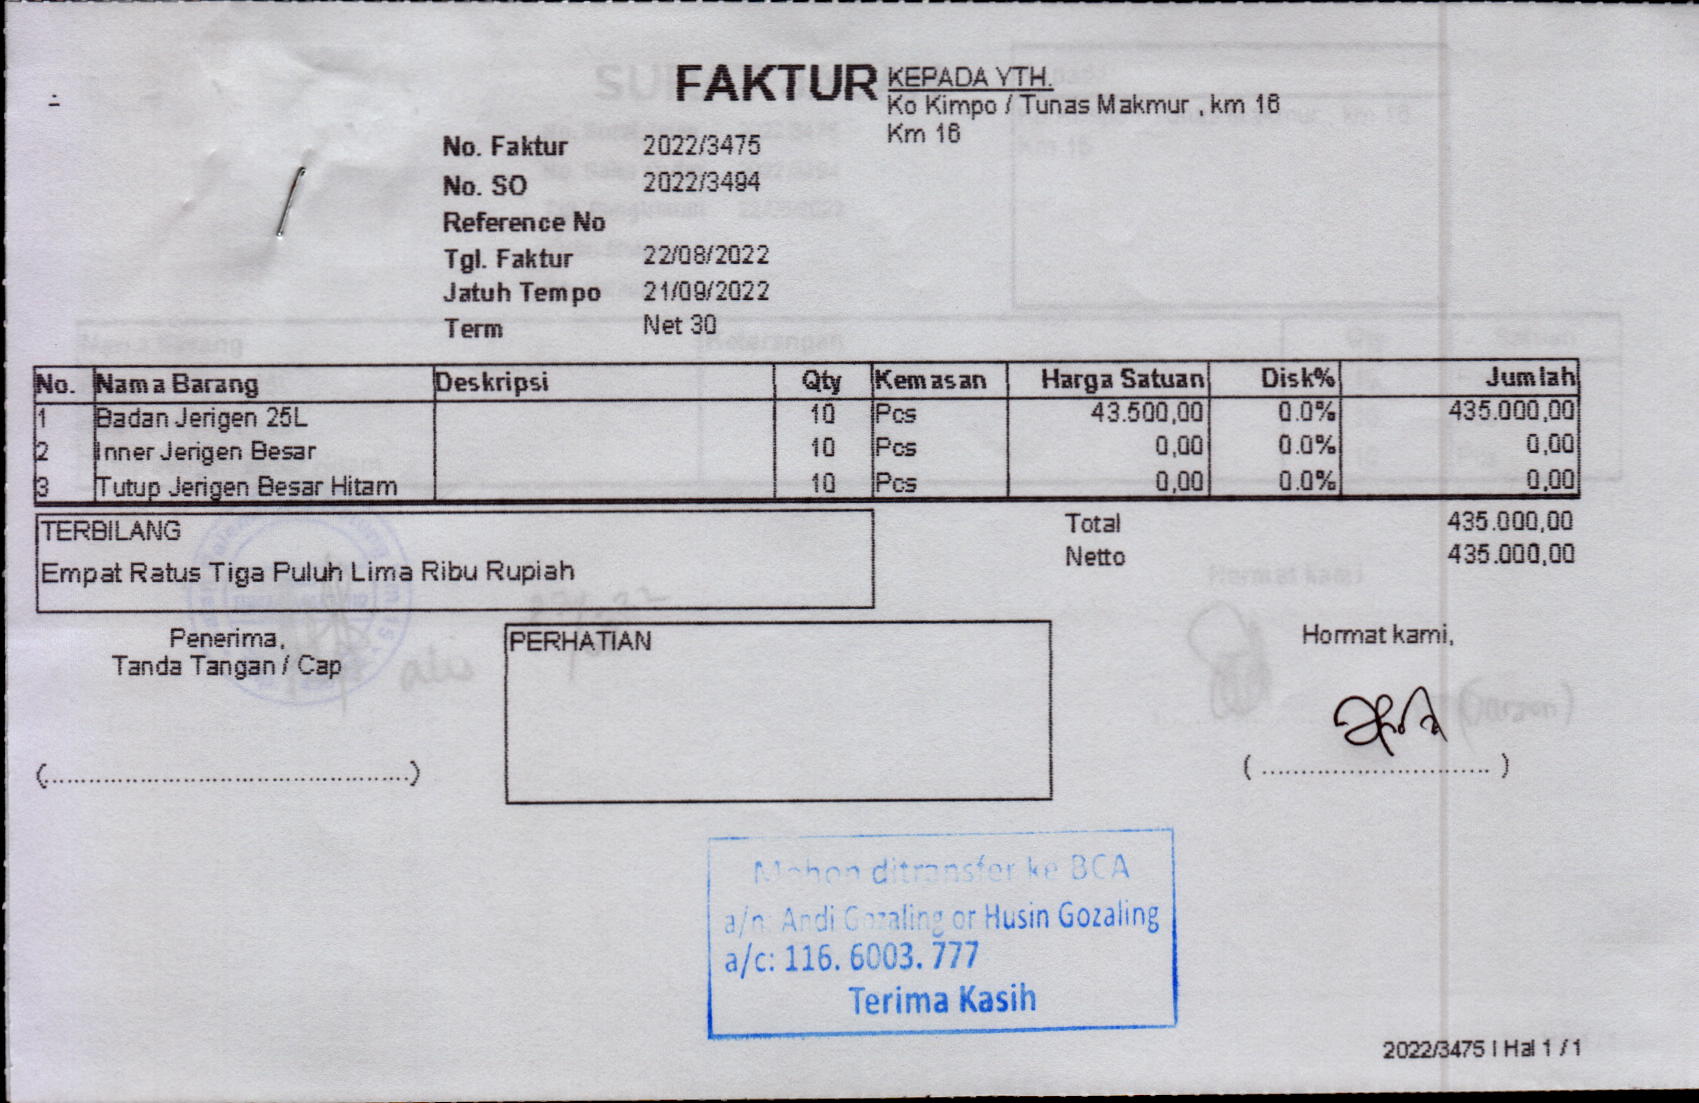 FAKTUR
KEPADA YTH.
Ko Kimpo / Tunas Makmur , km 16
Km 16
No. Faktur 2022/3475
No. SO 2022/3494
Reference No
Tgl. Faktur 22/08/2022
Jatuh Tempo 21/09/2022
Term Net 30
No. Nama Barang Deskripsi Qty Kemasan Harga Satuan Disk% Jumlah
1 Badan Jerigen 25L 10 Pcs 43.500,00 0.0% 435.000,00
2 Inner Jerigen Besar 10 Pcs 0,00 0.0% 0,00
3 Tutup Jerigen Besar Hitam 10 Pcs 0,00 0.0% 0,00
TERBILANG
Empat Ratus Tiga Puluh Lima Ribu Rupiah
Total 435.000,00
Netto 435.000,00
Penerima,
Tanda Tangan / Cap
(..............................................)
PERHATIAN
Hormat kami,
( ............................. )
Mohon ditransfer ke BCA
a/n. Andi Gozaling or Husin Gozaling
a/c: 116. 6003. 777
Terima Kasih
2022/3475 | Hal 1 / 1